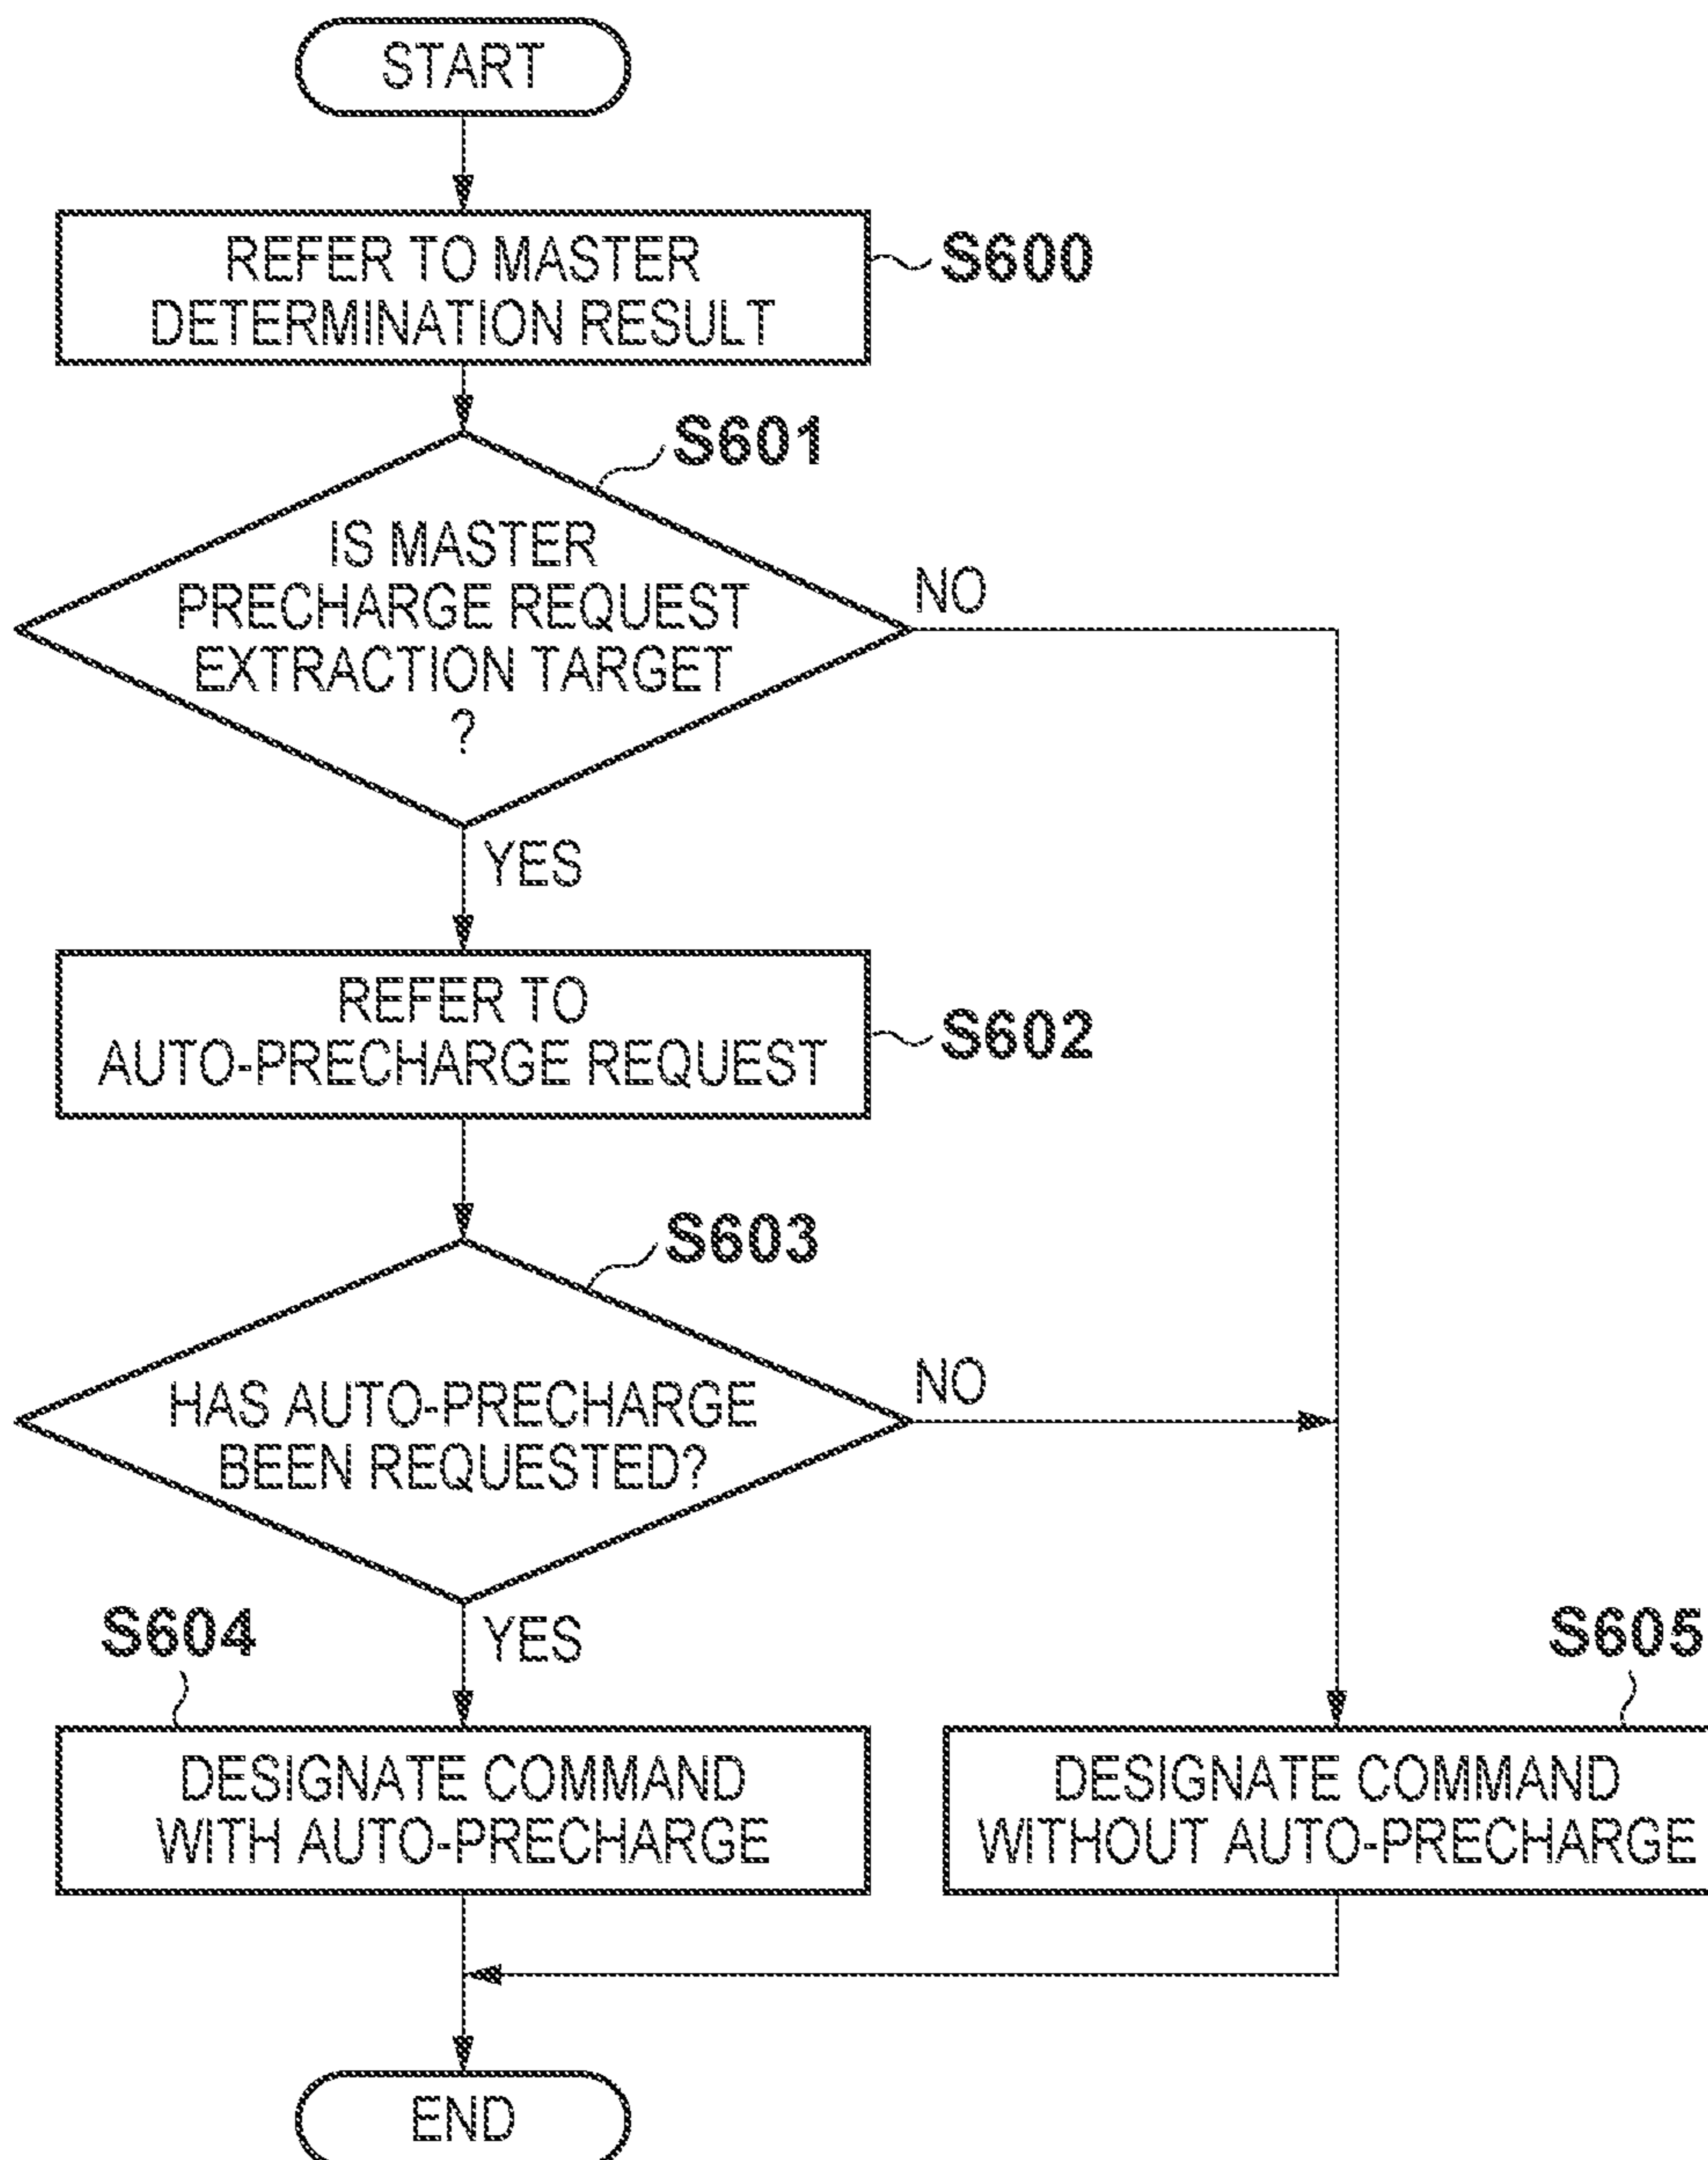 START
REFER TO MASTER
DETERMINATION RESULT
S600
S601
IS MASTER
PRECHARGE REQUEST
EXTRACTION TARGET
?
NO
YES
REFER TO
AUTO-PRECHARGE REQUEST
S602
S603
HAS AUTO-PRECHARGE
BEEN REQUESTED?
NO
YES
S604
DESIGNATE COMMAND
WITH AUTO-PRECHARGE
S605
DESIGNATE COMMAND
WITHOUT AUTO-PRECHARGE
END